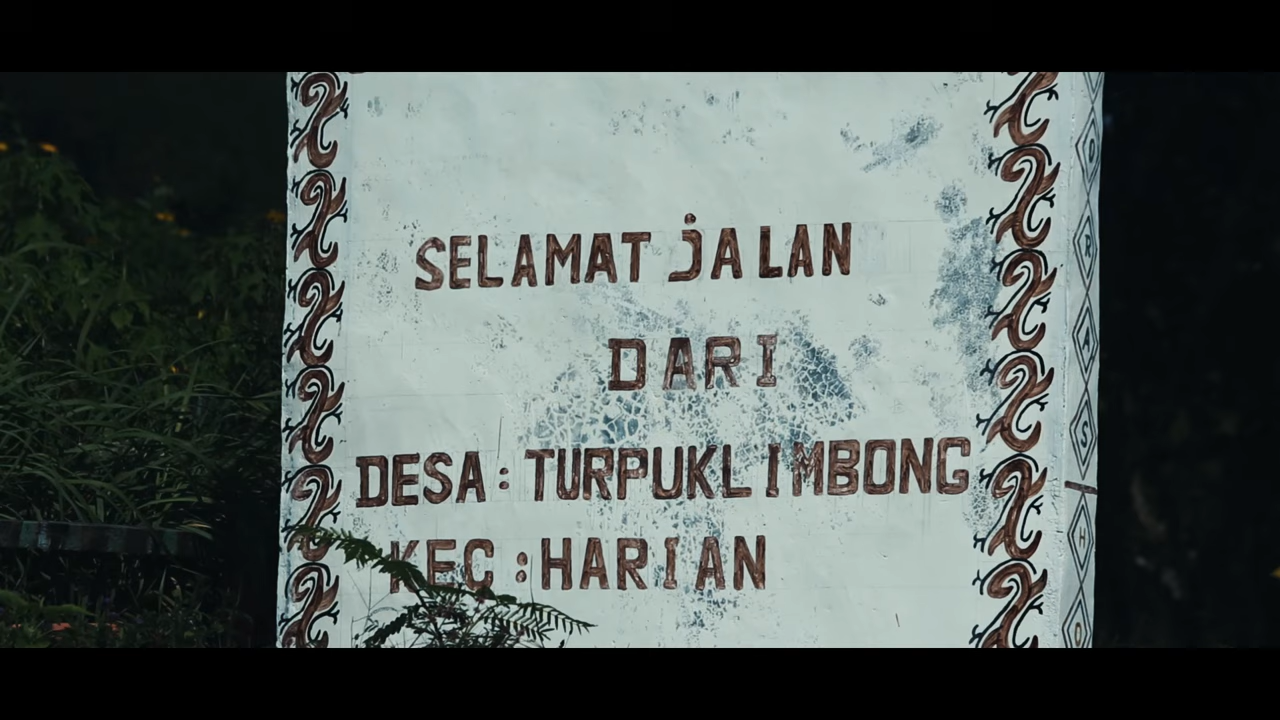 SELAMAT jALAN
DARI
DESA : TURPUKLIMBONG
KEC : HARIAN
O
R
A
S
H
O